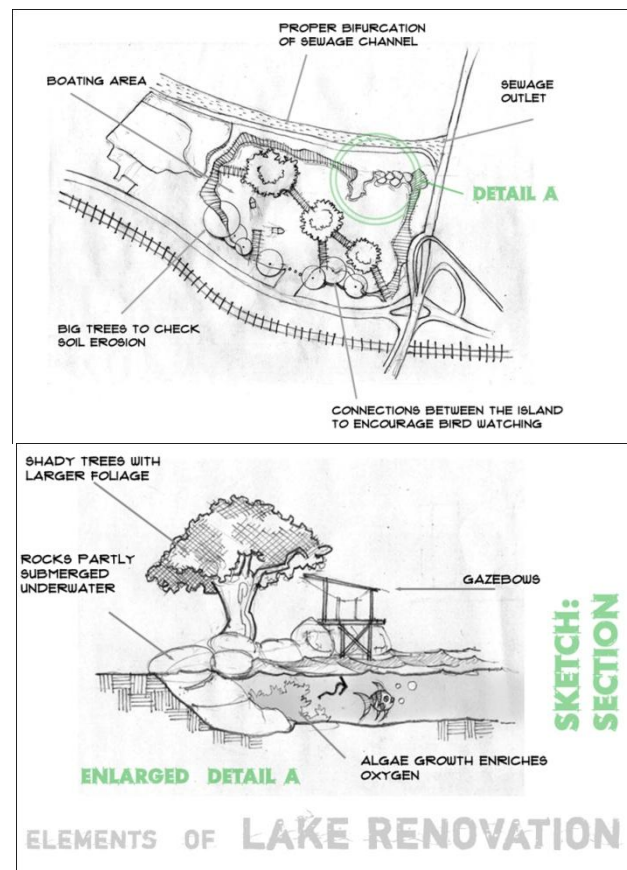 PROPER BIFURCATION
OF SEWAGE CHANNEL
BOATING AREA
SEWAGE
OUTLET
DETAIL A
BIG TREES TO CHECK
SOIL EROSION
CONNECTIONS BETWEEN THE ISLAND
TO ENCOURAGE BIRD WATCHING
SHADY TREES WITH
LARGER FOLIAGE
ROCKS PARTLY
SUBMERGED
UNDERWATER
GAZEBOWS
SKETCH:
SECTION
ALGAE GROWTH ENRICHES
OXYGEN
ENLARGED DETAIL A
ELEMENTS OF LAKE RENOVATION